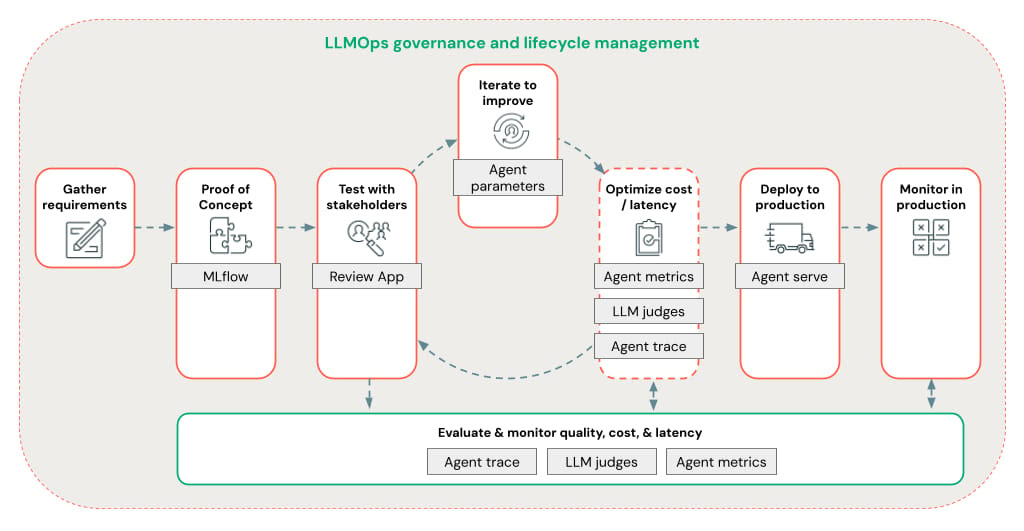 LLMOps governance and lifecycle management
Iterate to
improve
Agent
parameters
Gather
requirements
Proof of
Concept
MLflow
Test with
stakeholders
Review App
Optimize cost
/ latency
Agent metrics
LLM judges
Agent trace
Deploy to
production
Agent serve
Monitor in
production
Evaluate & monitor quality, cost, & latency
Agent trace
LLM judges
Agent metrics